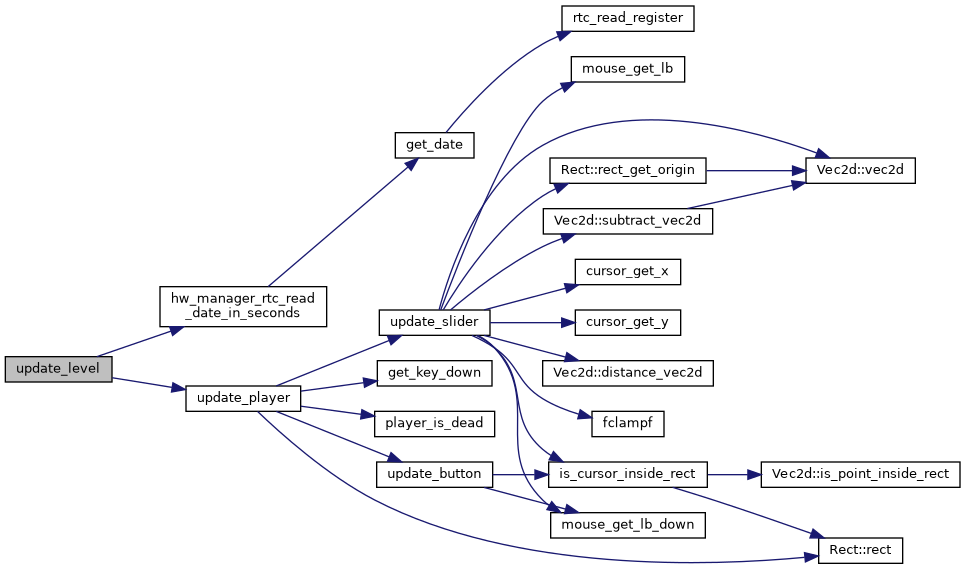 rtc_read_register
mouse_get_lb
get_date
Rect::rect_get_origin
Vec2d::vec2d
Vec2d::subtract_vec2d
cursor_get_x
hw_manager_rtc_read
_date_in_seconds
update_slider
cursor_get_y
update_level
get_key_down
Vec2d::distance_vec2d
update_player
player_is_dead
fclampf
update_button
is_cursor_inside_rect
Vec2d::is_point_inside_rect
mouse_get_lb_down
Rect::rect